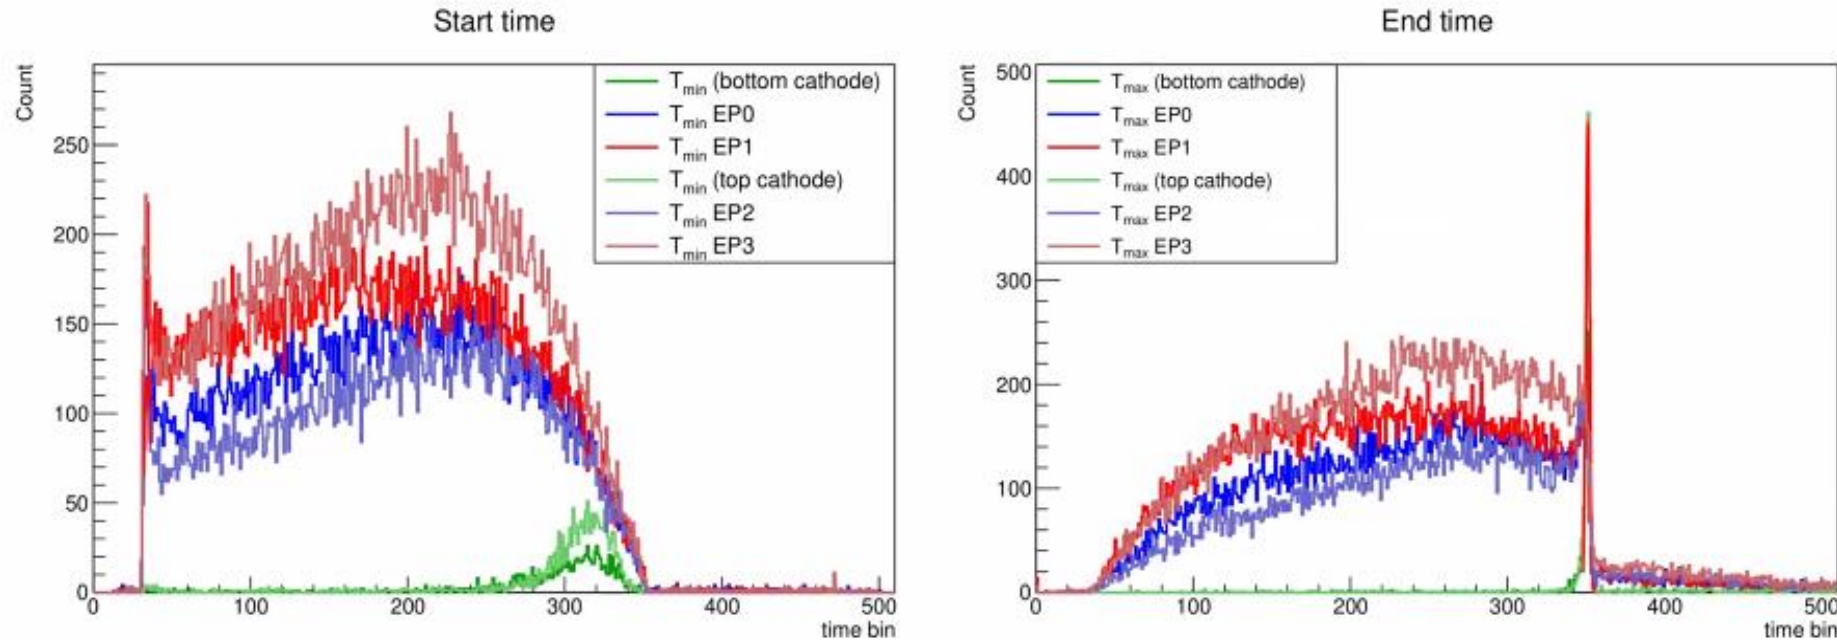 Start time
Count
250
200
150
100
50
0
0 100 200 300 400 500
time bin
T_min (bottom cathode)
T_min EP0
T_min EP1
T_min (top cathode)
T_min EP2
T_min EP3
End time
Count
500
400
300
200
100
0
0 100 200 300 400 500
time bin
T_max (bottom cathode)
T_max EP0
T_max EP1
T_max (top cathode)
T_max EP2
T_max EP3